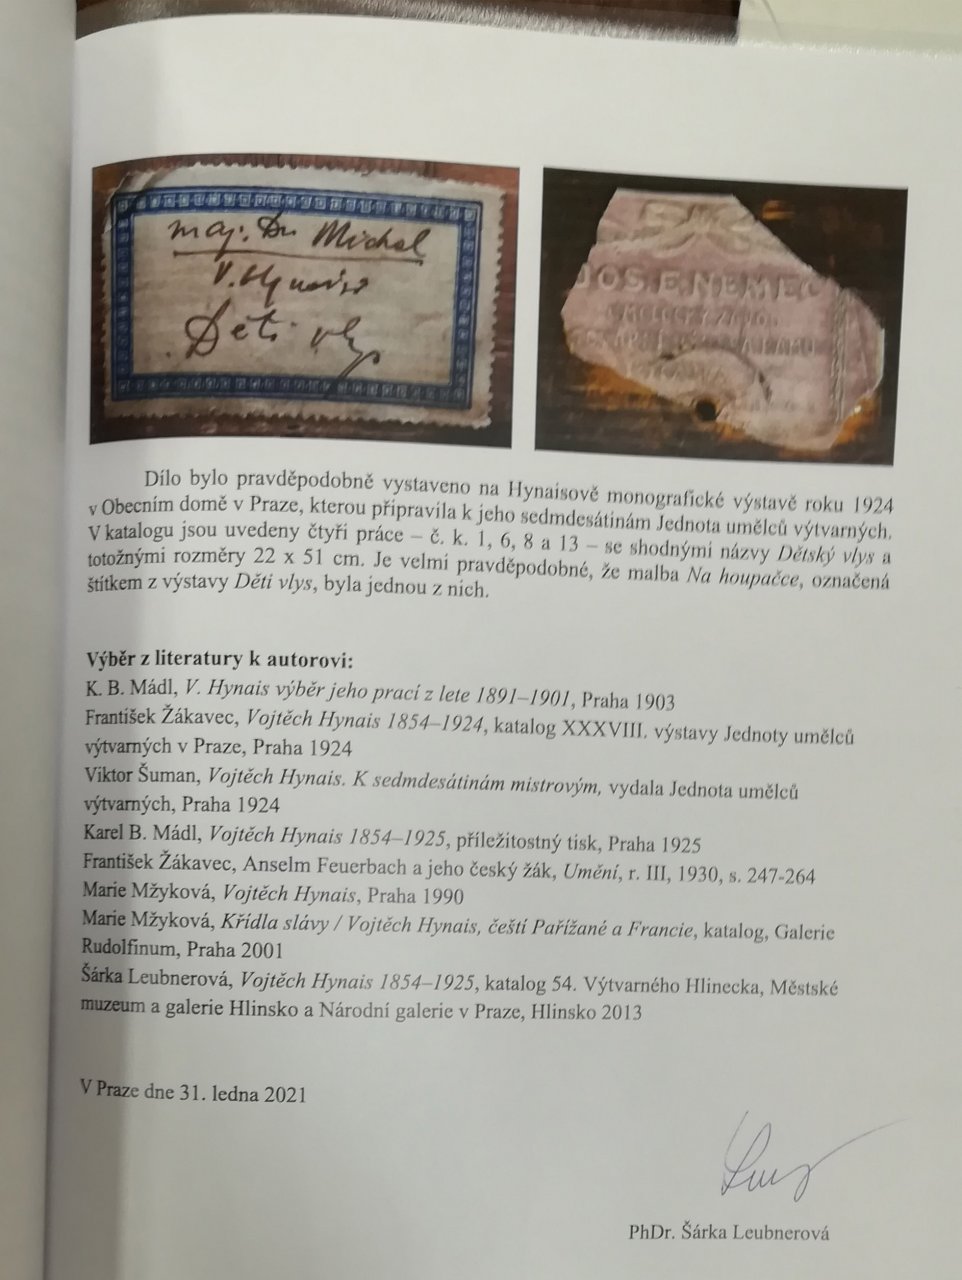 maj. Dr. Michal
V. Hynais
Děti vlys
JOS. E. NĚMEC
Dílo bylo pravděpodobně vystaveno na Hynaisově monografické výstavě roku 1924
v Obecním domě v Praze, kterou připravila k jeho sedmdesátinám Jednota umělců výtvarných.
V katalogu jsou uvedeny čtyři práce – č. k. 1, 6, 8 a 13 – se shodnými názvy Dětský vlys a
totožnými rozměry 22 x 51 cm. Je velmi pravděpodobné, že malba Na houpačce, označená
štítkem z výstavy Děti vlys, byla jednou z nich.
Výběr z literatury k autorovi:
K. B. Mádl, V. Hynais výběr jeho prací z lete 1891–1901, Praha 1903
František Žákavec, Vojtěch Hynais 1854–1924, katalog XXXVIII. výstavy Jednoty umělců
výtvarných v Praze, Praha 1924
Viktor Šuman, Vojtěch Hynais. K sedmdesátinám mistrovým, vydala Jednota umělců
výtvarných, Praha 1924
Karel B. Mádl, Vojtěch Hynais 1854–1925, příležitostný tisk, Praha 1925
František Žákavec, Anselm Feuerbach a jeho český žák, Umění, r. III, 1930, s. 247-264
Marie Mžyková, Vojtěch Hynais, Praha 1990
Marie Mžyková, Křídla slávy / Vojtěch Hynais, čeští Pařížané a Francie, katalog, Galerie
Rudolfinum, Praha 2001
Šárka Leubnerová, Vojtěch Hynais 1854–1925, katalog 54. Výtvarného Hlinecka, Městské
muzeum a galerie Hlinsko a Národní galerie v Praze, Hlinsko 2013
V Praze dne 31. ledna 2021
PhDr. Šárka Leubnerová